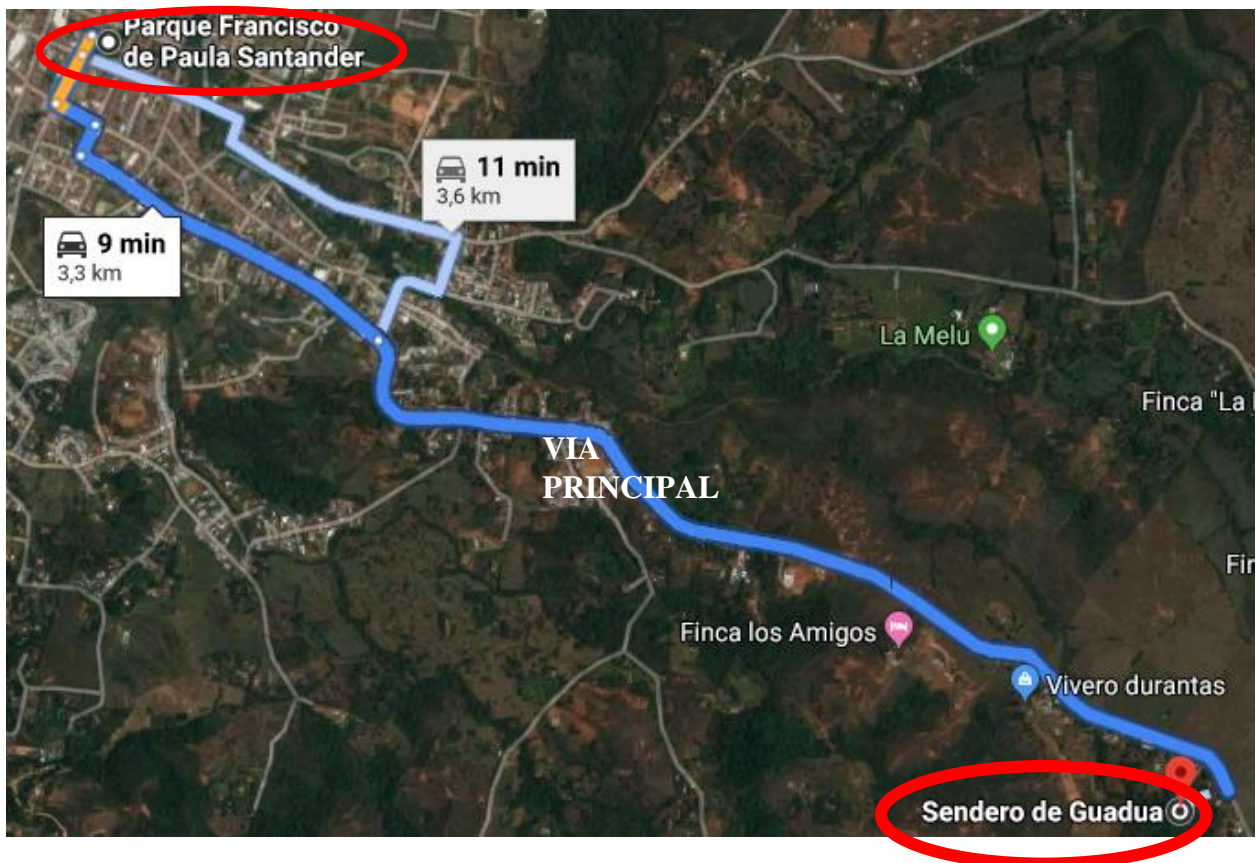 Parque Francisco
de Paula Santander
11 min
3,6 km
9 min
3,3 km
La Melu
Finca "La
VIA
PRINCIPAL
Fin
Finca los Amigos
Vivero durantas
Sendero de Guadua